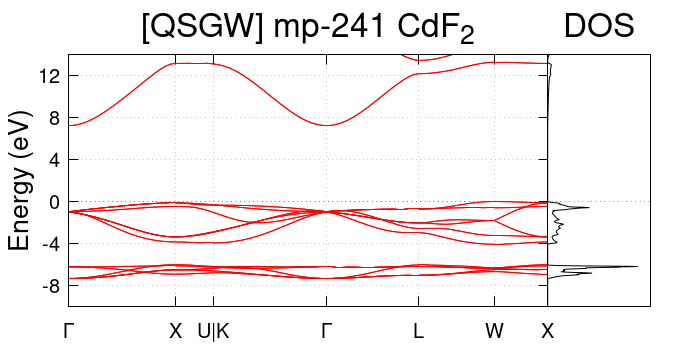 [QSGW] mp-241 CdF2 DOS
Energy (eV)
12
8
4
0
-4
-8
Γ X U|K Γ L W X